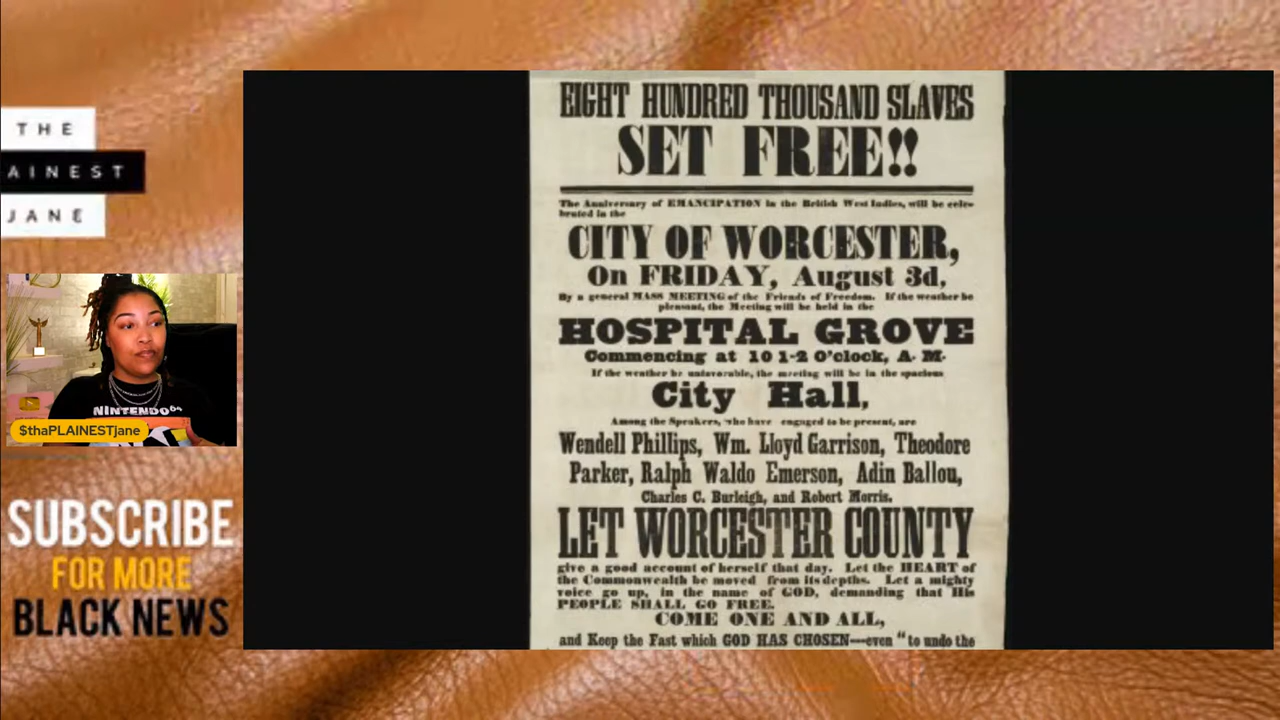 THE
AINEST
JANE
NINTENDO64
$thaPLAINESTjane
SUBSCRIBE
FOR MORE
BLACK NEWS
EIGHT HUNDRED THOUSAND SLAVES
SET FREE!!
The Anniversary of EMANCIPATION in the British West Indies, will be cele-
brated in the
CITY OF WORCESTER,
On FRIDAY, August 3d,
By a general MASS MEETING of the Friends of Freedom. If the weather be
pleasant, the Meeting will be held in the
HOSPITAL GROVE
Commencing at 10 1-2 O'clock, A. M.
If the weather be unfavorable, the meeting will be in the spacious
City Hall,
Among the Speakers, who have engaged to be present, are
Wendell Phillips, Wm. Lloyd Garrison, Theodore
Parker, Ralph Waldo Emerson, Adin Ballou,
Charles C. Burleigh, and Robert Morris.
LET WORCESTER COUNTY
give a good account of herself that day. Let the HEART of
the Commonwealth be moved from its depths. Let a mighty
voice go up, in the name of GOD, demanding that His
PEOPLE SHALL GO FREE.
COME ONE AND ALL,
and Keep the Fast which GOD HAS CHOSEN—even "to undo the